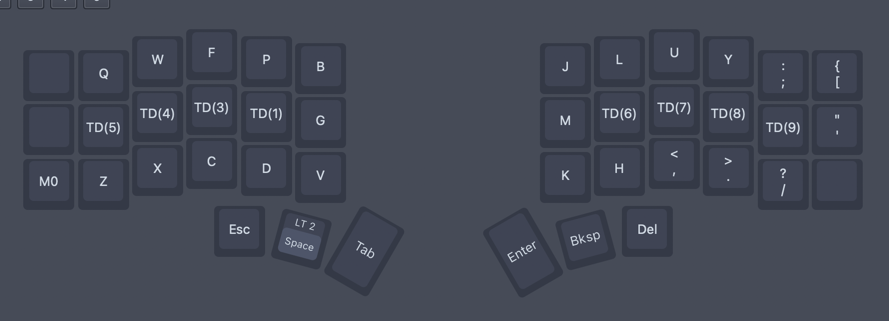 Q W F P B J L U Y : ; { [
TD(5) TD(4) TD(3) TD(1) G M TD(6) TD(7) TD(8) TD(9) " '
M0 Z X C D V K H < , > . ? /
Esc LT 2 Space Tab Enter Bksp Del